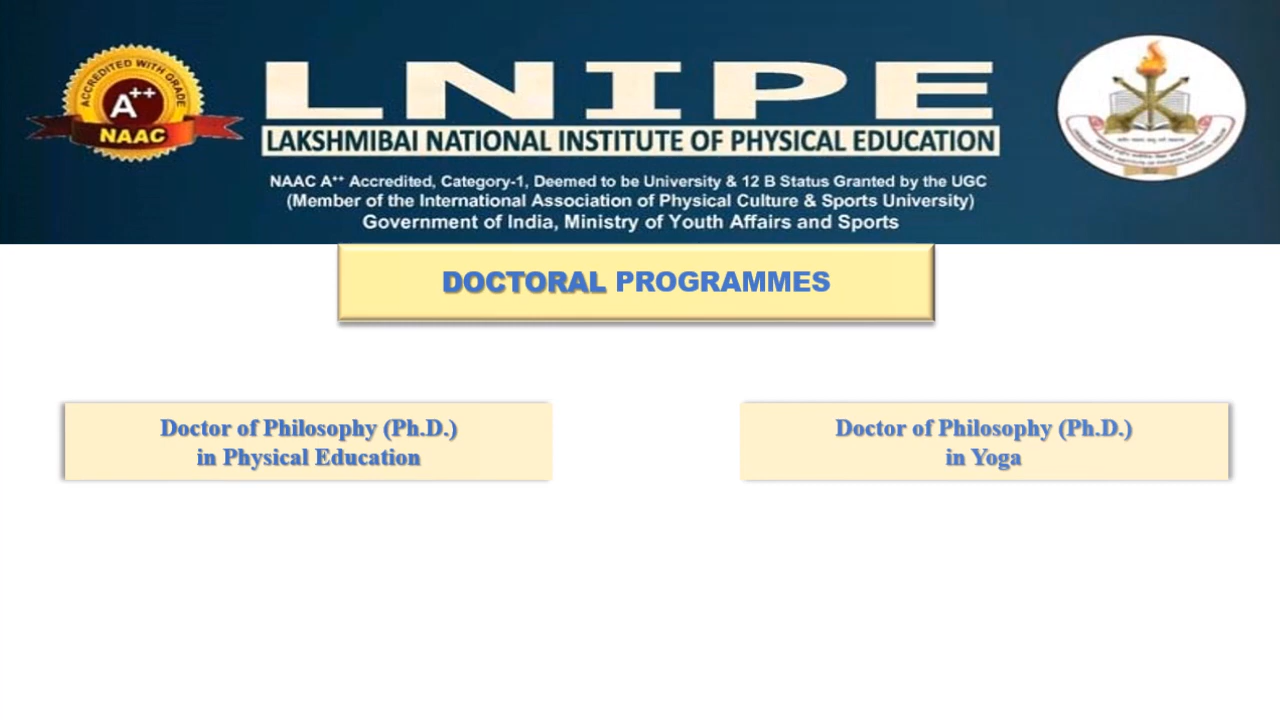 ACCREDITED WITH GRADE
A++
NAAC
LNIPE
LAKSHMIBAI NATIONAL INSTITUTE OF PHYSICAL EDUCATION
NAAC A++ Accredited, Category-1, Deemed to be University & 12 B Status Granted by the UGC
(Member of the International Association of Physical Culture & Sports University)
Government of India, Ministry of Youth Affairs and Sports
DOCTORAL PROGRAMMES
Doctor of Philosophy (Ph.D.)
in Physical Education
Doctor of Philosophy (Ph.D.)
in Yoga